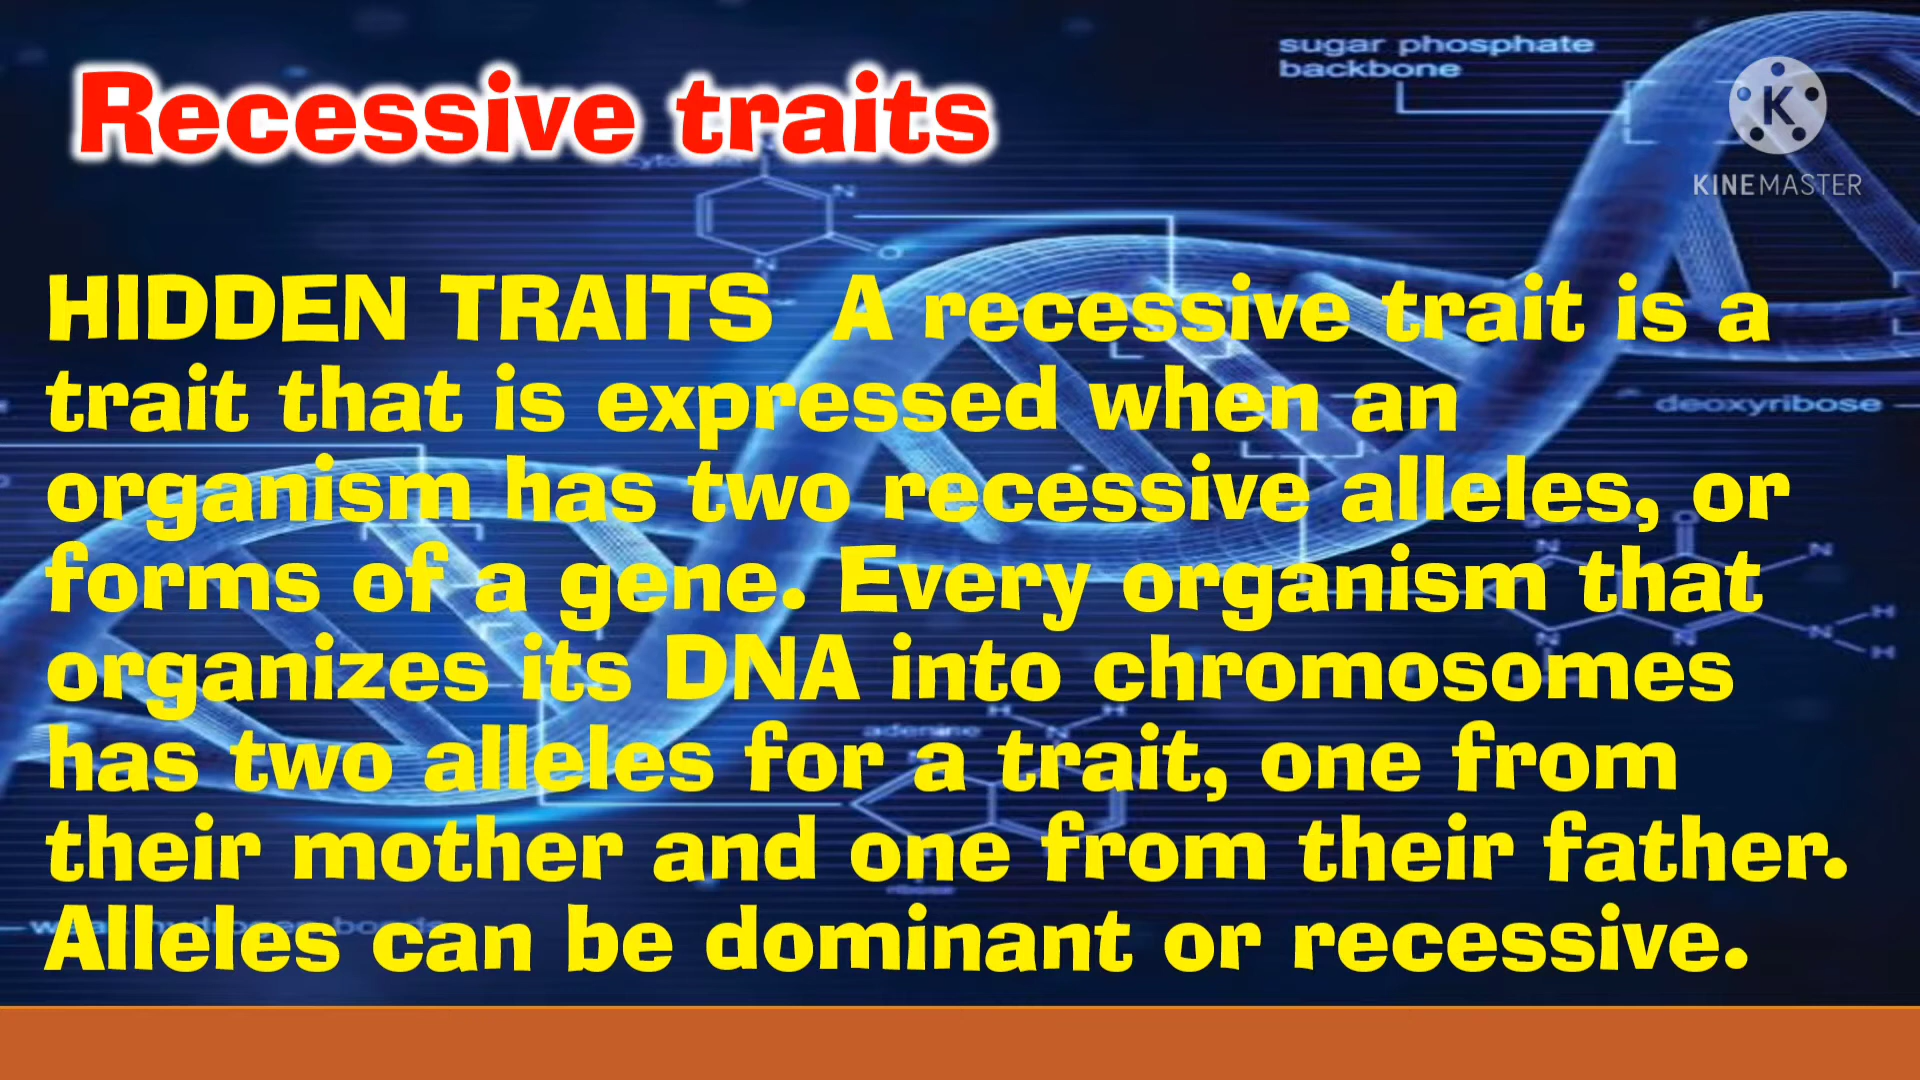 sugar phosphate
backbone
Recessive traits
K
KINEMASTER
N
O
N
HIDDEN TRAITS A recessive trait is a
trait that is expressed when an
deoxyribose
organism has two recessive alleles, or
forms of a gene. Every organism that
organizes its DNA into chromosomes
adenine
has two alleles for a trait, one from
their mother and one from their father.
Alleles can be dominant or recessive.